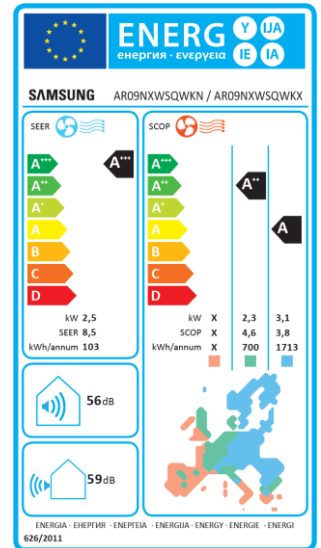 ENERG Y IJA
енергия · ενεργεια IE IA
SAMSUNG AR09NXWSQWKN / AR09NXWSQWKX
SEER
A+++
A++
A+
A
B
C
D
A+++
kW 2,5
SEER 8,5
kWh/annum 103
SCOP
A+++
A++
A+
A
B
C
D
A++
A
kW X 2,3 3,1
SCOP X 4,6 3,8
kWh/annum X 700 1713
56dB
59dB
ENERGIA · ЕНЕРГИЯ · ΕΝΕΡΓΕΙΑ · ENERGIJA · ENERGY · ENERGIE · ENERGI
626/2011